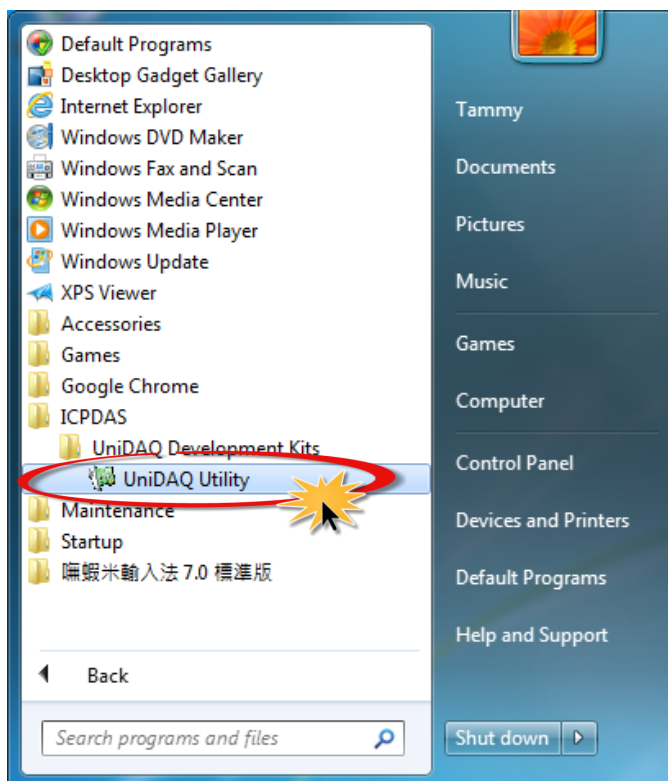 Default Programs
Desktop Gadget Gallery
Internet Explorer
Windows DVD Maker
Windows Fax and Scan
Windows Media Center
Windows Media Player
Windows Update
XPS Viewer
Accessories
Games
Google Chrome
ICPDAS
UniDAQ Development Kits
UniDAQ Utility
Maintenance
Startup
嘸蝦米輸入法 7.0 標準版
Back
Search programs and files
Tammy
Documents
Pictures
Music
Games
Computer
Control Panel
Devices and Printers
Default Programs
Help and Support
Shut down